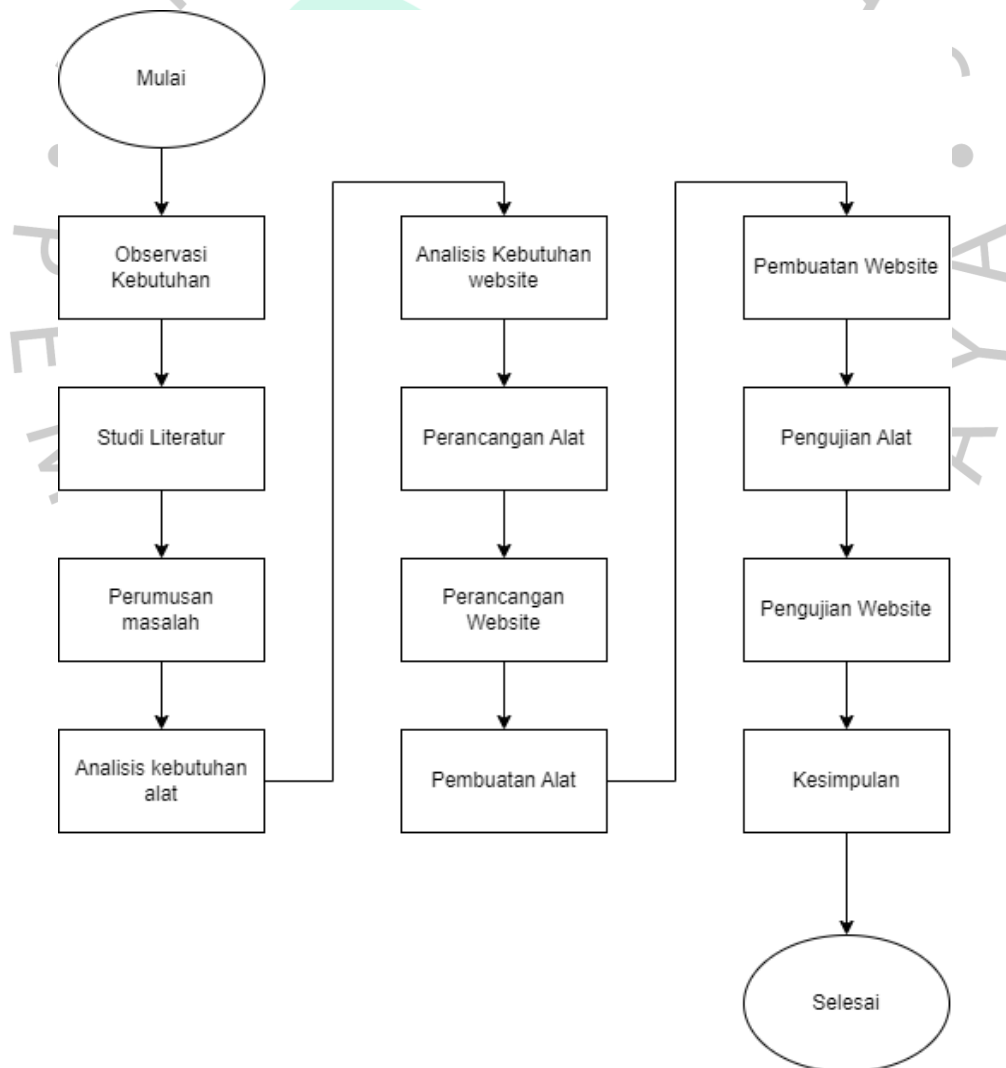 Mulai
Observasi
Kebutuhan
Studi Literatur
Perumusan
masalah
Analisis kebutuhan
alat
Analisis Kebutuhan
website
Perancangan Alat
Perancangan
Website
Pembuatan Alat
Pembuatan Website
Pengujian Alat
Pengujian Website
Kesimpulan
Selesai